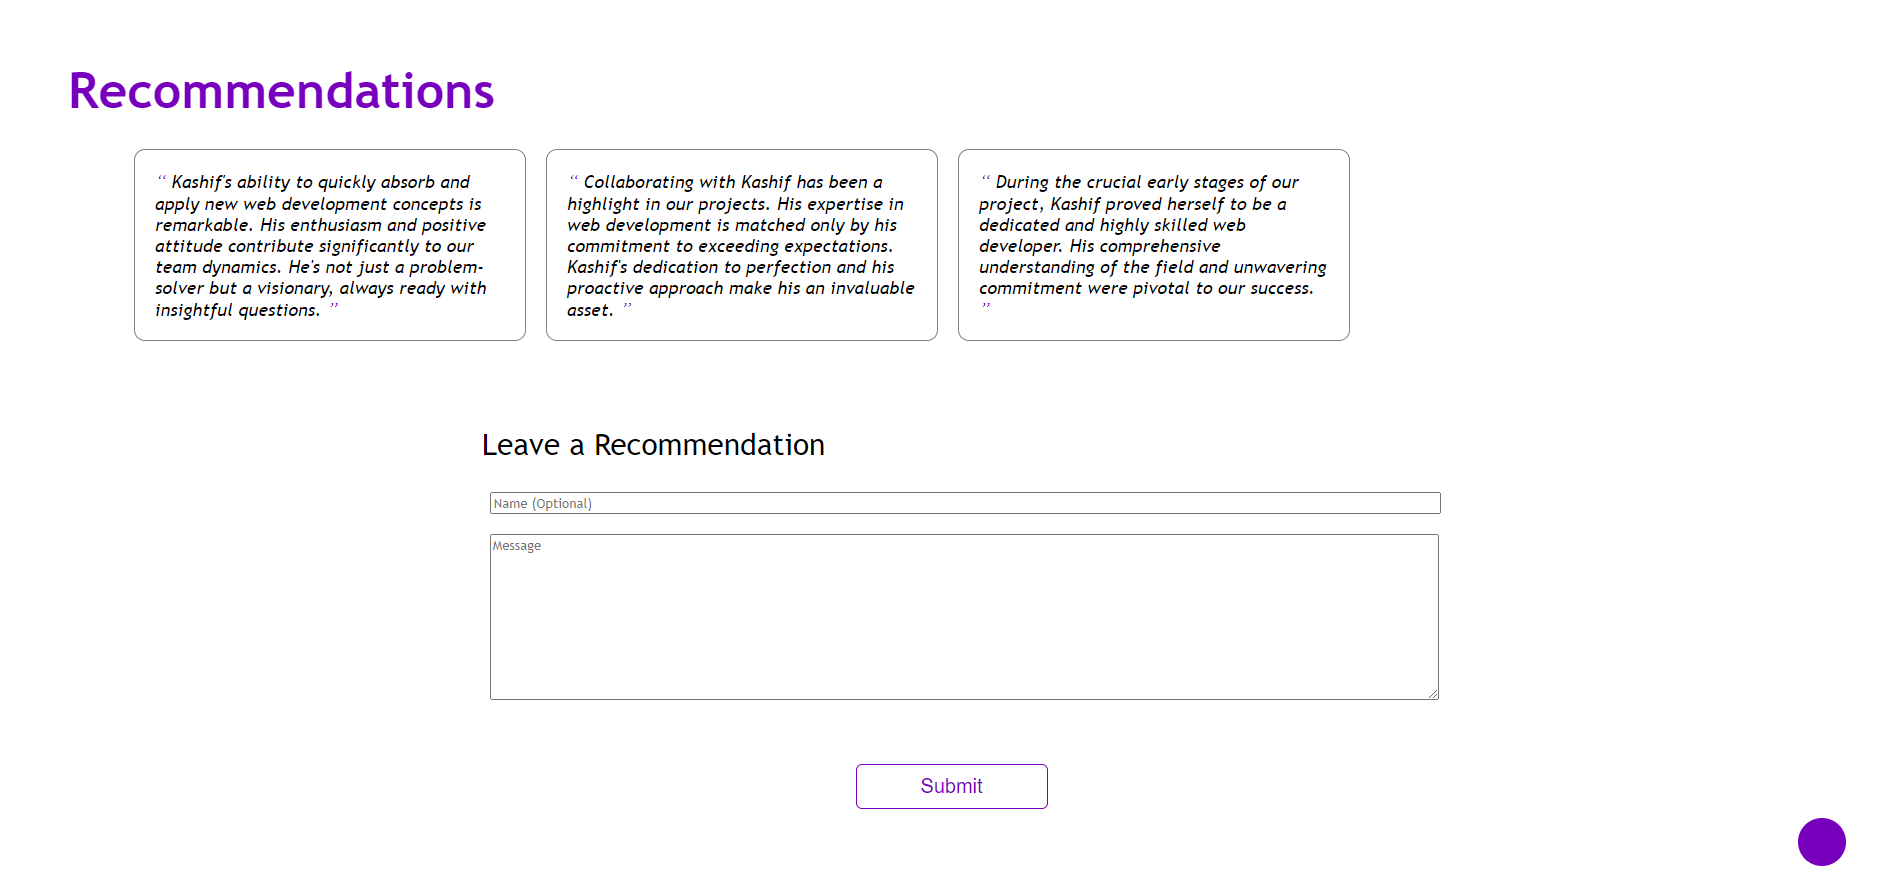 Recommendations
“ Kashif's ability to quickly absorb and
apply new web development concepts is
remarkable. His enthusiasm and positive
attitude contribute significantly to our
team dynamics. He's not just a problem-
solver but a visionary, always ready with
insightful questions. ”
“ Collaborating with Kashif has been a
highlight in our projects. His expertise in
web development is matched only by his
commitment to exceeding expectations.
Kashif's dedication to perfection and his
proactive approach make his an invaluable
asset. ”
“ During the crucial early stages of our
project, Kashif proved herself to be a
dedicated and highly skilled web
developer. His comprehensive
understanding of the field and unwavering
commitment were pivotal to our success.
”
Leave a Recommendation
Name (Optional)
Message
Submit